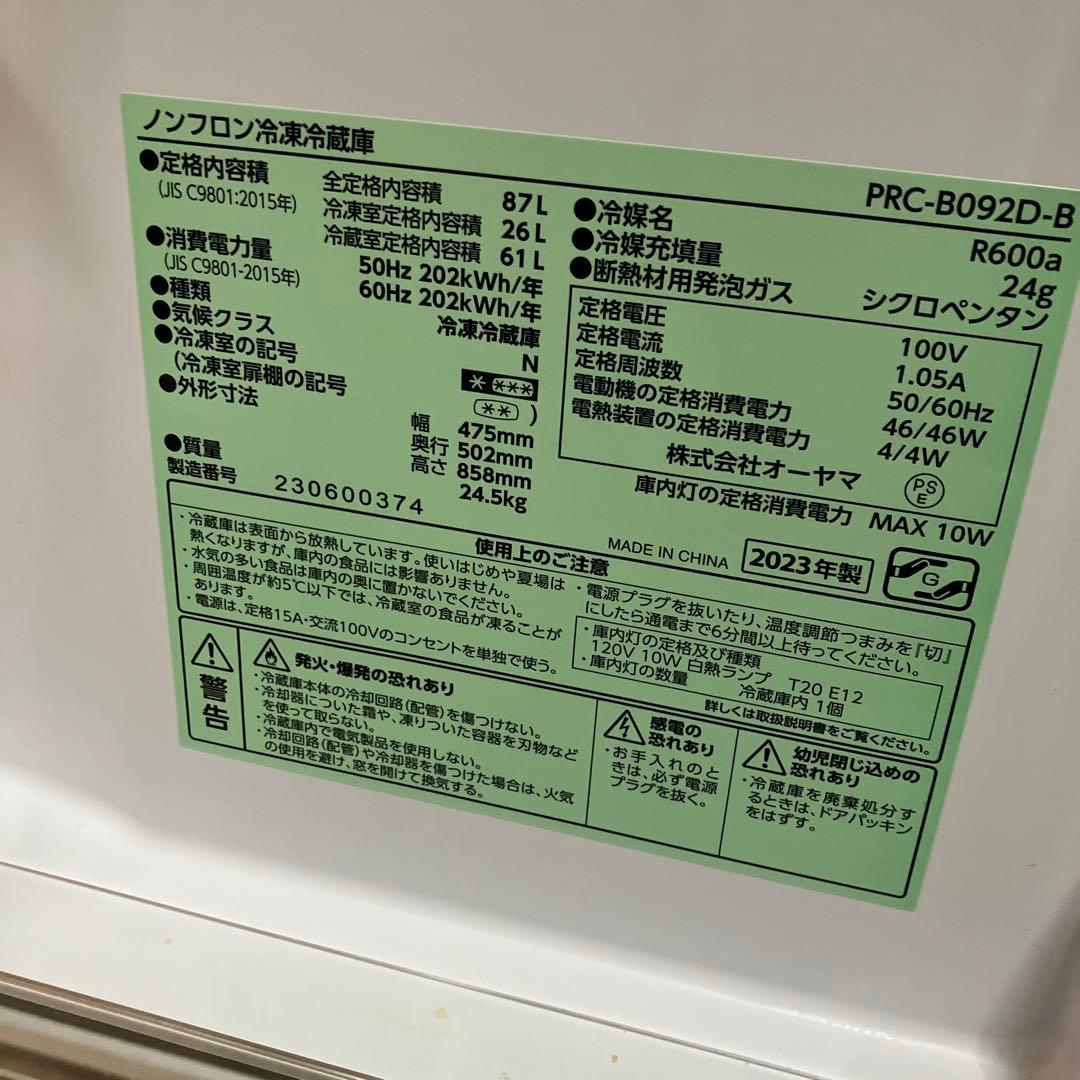 ノンフロン冷凍冷蔵庫
PRC-B092D-B
●定格内容積
(JIS C9801:2015年)
全定格内容積 87L
冷凍室定格内容積 26L
冷蔵室定格内容積 61L
●消費電力量
(JIS C9801-2015年)
50Hz 202kWh/年
60Hz 202kWh/年
●種類 冷凍冷蔵庫
●気候クラス N
●冷凍室の記号 * ***
(冷凍室扉棚の記号 ** )
●外形寸法 幅 475mm
奥行 502mm
高さ 858mm
●質量 24.5kg
製造番号 230600374
●冷媒名 R600a
●冷媒充填量 24g
●断熱材用発泡ガス シクロペンタン
定格電圧 100V
定格電流 1.05A
定格周波数 50/60Hz
電動機の定格消費電力 46/46W
電熱装置の定格消費電力 4/4W
株式会社オーヤマ
PS
E
庫内灯の定格消費電力 MAX 10W
MADE IN CHINA
2023年製
G
使用上のご注意
・冷蔵庫は表面から放熱しています。使いはじめや夏場は
熱くなりますが、庫内の食品には影響ありません。
・水気の多い食品は庫内の奥に置かないでください。
・周囲温度が約5℃以下では、冷蔵室の食品が凍ることが
あります。
・電源は、定格15A・交流100Vのコンセントを単独で使う。
・電源プラグを抜いたり、温度調節つまみを『切』
にしたら通電まで6分間以上待ってください。
・庫内灯の定格及び種類
120V 10W 白熱ランプ T20 E12
・庫内灯の数量 冷蔵庫内 1個
詳しくは取扱説明書をご覧ください。
警告
発火・爆発の恐れあり
・冷蔵庫本体の冷却回路(配管)を傷つけない。
・冷却器についた霜や、凍りついた容器を刃物など
を使って取らない。
・冷蔵庫内で電気製品を使用しない。
・冷却回路(配管)や冷却器を傷つけた場合は、火気
の使用を避け、窓を開けて換気する。
感電の
恐れあり
・お手入れのと
きは、必ず電源
プラグを抜く。
幼児閉じ込めの
恐れあり
・冷蔵庫を廃棄処分す
るときは、ドアパッキン
をはずす。